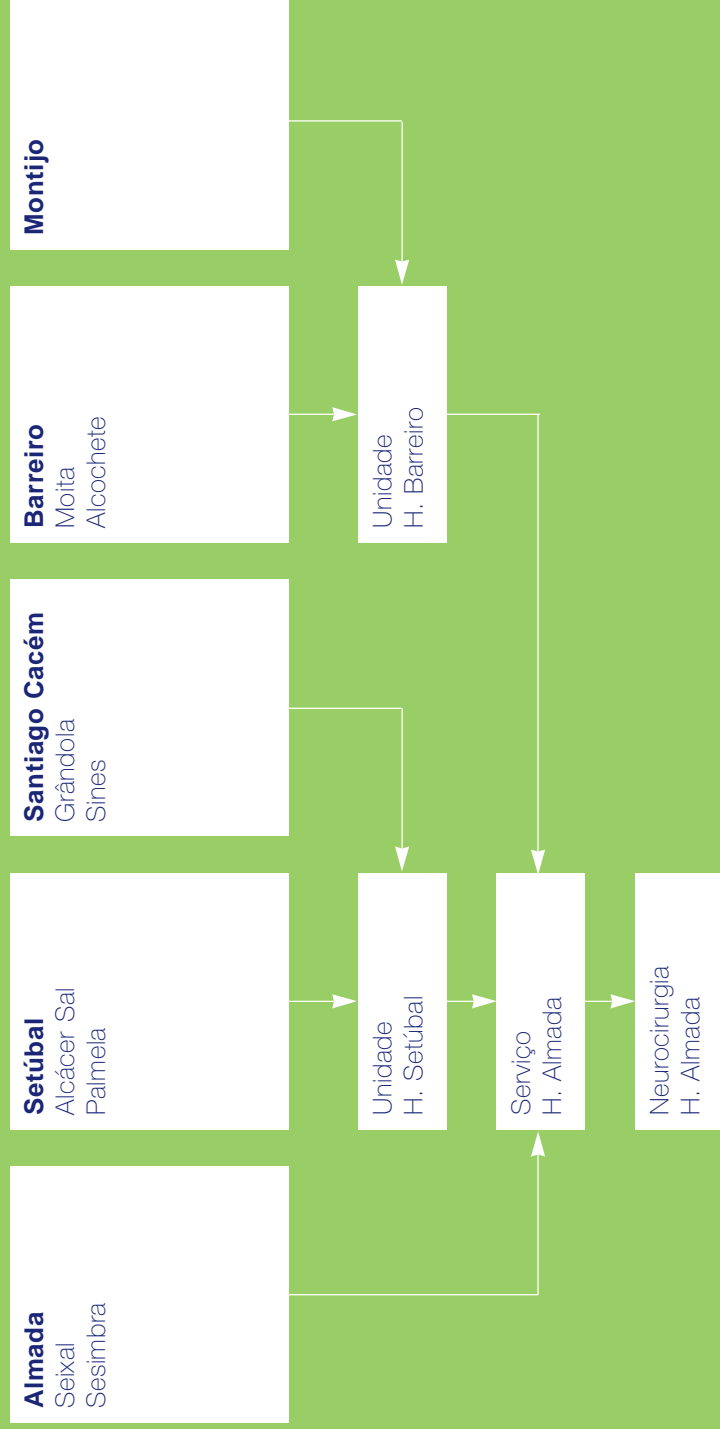 Almada
Seixal
Sesimbra
Setúbal
Alcácer Sal
Palmela
Santiago Cacém
Grândola
Sines
Barreiro
Moita
Alcochete
Montijo
Unidade
H. Setúbal
Unidade
H. Barreiro
Serviço
H. Almada
Neurocirurgia
H. Almada